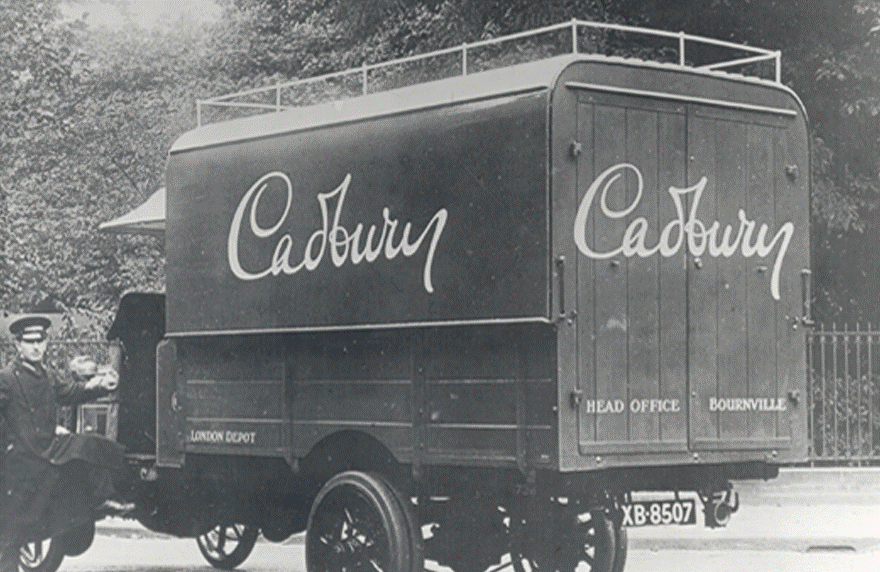 Cadbury
Cadbury
HEAD OFFICE BOURNVILLE
LONDON DEPOT
XB·8507